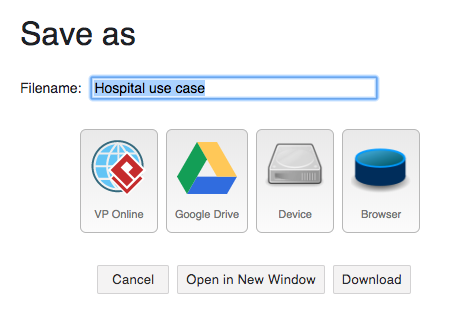 Save as
Filename: Hospital use case
VP Online Google Drive Device Browser
Cancel Open in New Window Download